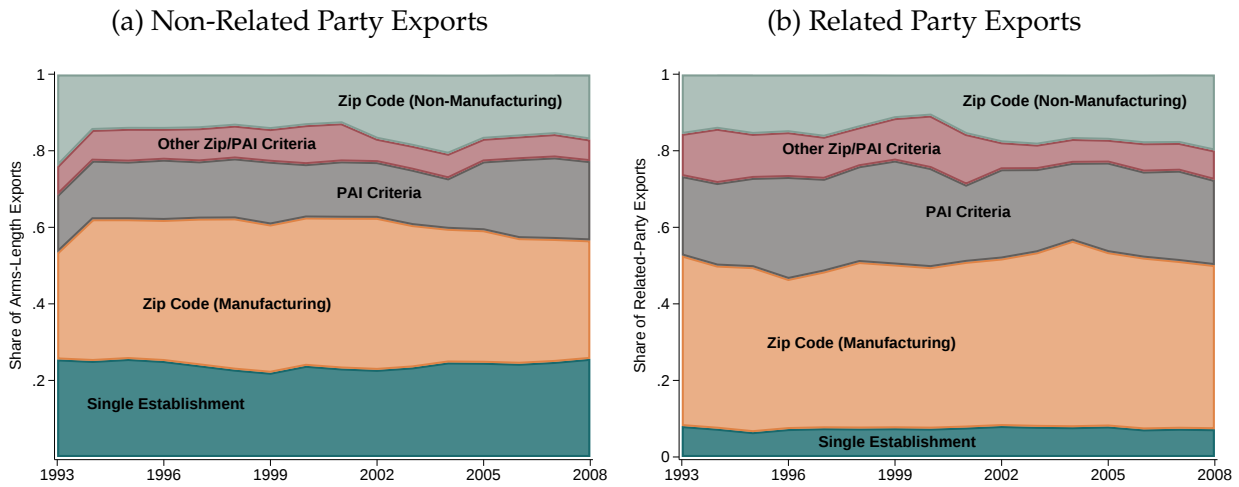 (a) Non-Related Party Exports
Share of Arms-Length Exports
1
.8
.6
.4
.2
Zip Code (Non-Manufacturing)
Other Zip/PAI Criteria
PAI Criteria
Zip Code (Manufacturing)
Single Establishment
1993 1996 1999 2002 2005 2008
(b) Related Party Exports
Share of Related-Party Exports
1
.8
.6
.4
.2
0
Zip Code (Non-Manufacturing)
Other Zip/PAI Criteria
PAI Criteria
Zip Code (Manufacturing)
Single Establishment
1993 1996 1999 2002 2005 2008